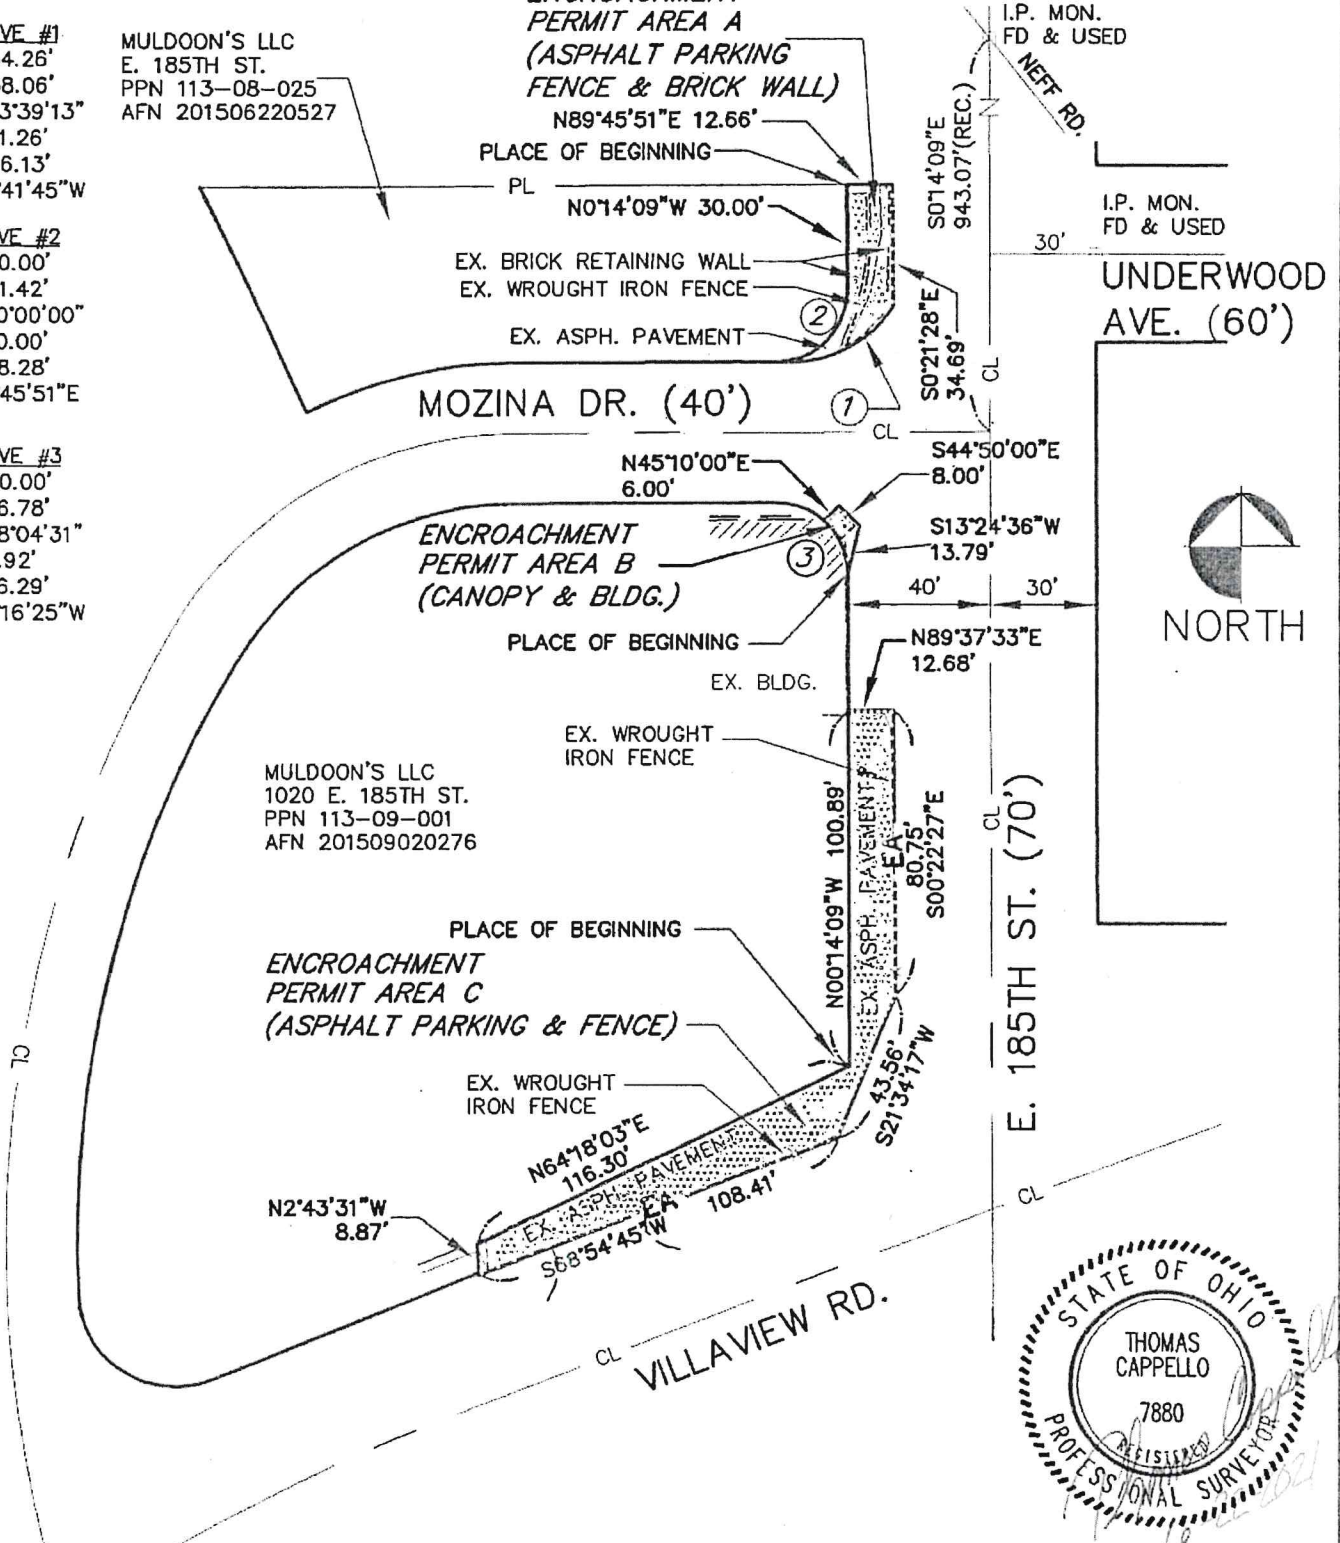 VE #1
4.26'
8.06'
3°39'13"
1.26'
6.13'
°41'45"W
VE #2
0.00'
1.42'
0°00'00"
0.00'
8.28'
45'51"E
VE #3
0.00'
6.78'
8°04'31"
.92'
6.29'
16'25"W
MULDOON'S LLC
E. 185TH ST.
PPN 113-08-025
AFN 201506220527
PERMIT AREA A
(ASPHALT PARKING
FENCE & BRICK WALL)
N89°45'51"E 12.66'
PLACE OF BEGINNING
PL
N0°14'09"W 30.00'
EX. BRICK RETAINING WALL
EX. WROUGHT IRON FENCE
2
EX. ASPH. PAVEMENT
1
I.P. MON.
FD & USED
NEFF RD.
S0°14'09"E
943.07'(REC.)
I.P. MON.
FD & USED
30'
UNDERWOOD
AVE. (60')
S0°21'28"E
34.69'
CL
MOZINA DR. (40')
CL
N45°10'00"E
6.00'
S44°50'00"E
8.00'
ENCROACHMENT
PERMIT AREA B
(CANOPY & BLDG.)
3
S13°24'36"W
13.79'
40'
30'
NORTH
PLACE OF BEGINNING
N89°37'33"E
12.68'
EX. BLDG.
EX. WROUGHT
IRON FENCE
MULDOON'S LLC
1020 E. 185TH ST.
PPN 113-09-001
AFN 201509020276
N00°14'09"W 100.89'
EX. ASPH. PAVEMENT
EA
80.75'
S00°22'27"E
CL
E. 185TH ST. (70')
PLACE OF BEGINNING
ENCROACHMENT
PERMIT AREA C
(ASPHALT PARKING & FENCE)
43.56'
S21°34'17"W
CL
EX. WROUGHT
IRON FENCE
N64°18'03"E
116.30'
EX. ASPH. PAVEMENT
EA
108.41'
S68°54'45"W
N2°43'31"W
8.87'
CL
CL
VILLAVIEW RD.
STATE OF OHIO
THOMAS
CAPPELLO
7880
REGISTERED
PROFESSIONAL SURVEYOR